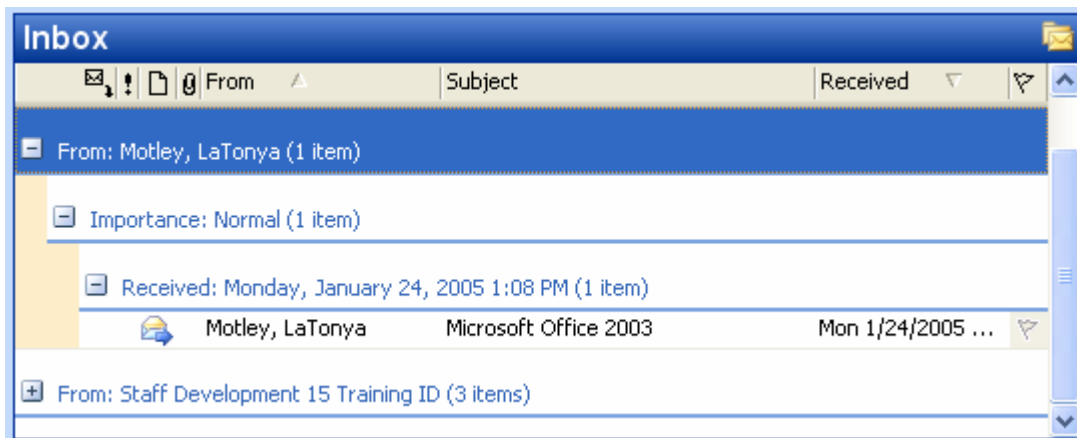 Inbox
! From Subject Received
From: Motley, LaTonya (1 item)
Importance: Normal (1 item)
Received: Monday, January 24, 2005 1:08 PM (1 item)
Motley, LaTonya Microsoft Office 2003 Mon 1/24/2005 ...
From: Staff Development 15 Training ID (3 items)